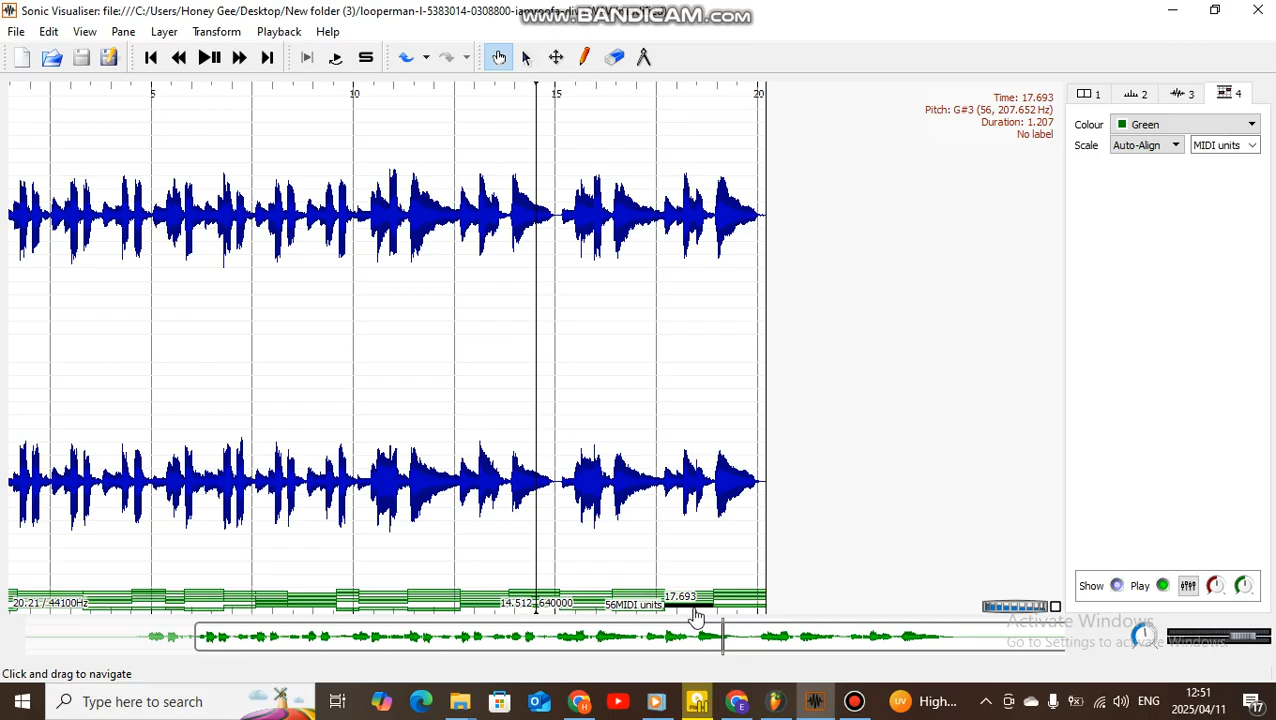 Sonic Visualiser: file:///C:/Users/Honey Gee/Desktop/New folder (3)/looperman-l-5383014-0308800-
www.BANDICAM.com
File Edit View Pane Layer Transform Playback Help
5 10 15 20
Time: 17.693
Pitch: G#3 (56, 207.652 Hz)
Duration: 1.207
No label
1 2 3 4
Colour Green
Scale Auto-Align MIDI units
20.21 / 44100Hz 14.512 640000 56MIDI units 17.693
Show Play
Activate Windows
Go to Settings to activate Windows.
Click and drag to navigate
Type here to search
High...
ENG
12:51
2025/04/11
17